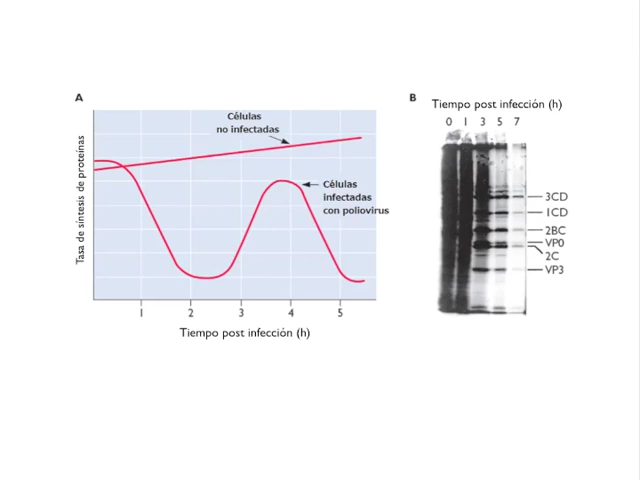 A
Células
no infectadas
Células
infectadas
con poliovirus
Tasa de síntesis de proteínas
1 2 3 4 5
Tiempo post infección (h)
B
Tiempo post infección (h)
0 1 3 5 7
3CD
1CD
2BC
VP0
2C
VP3